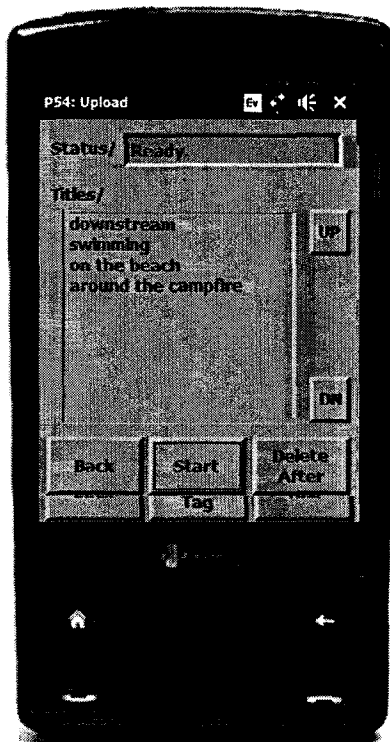 P54: Upload
Status/ Ready.
Titles/
downstream
swimming
on the beach
around the campfire
UP
DN
Back Start Delete After
Tag